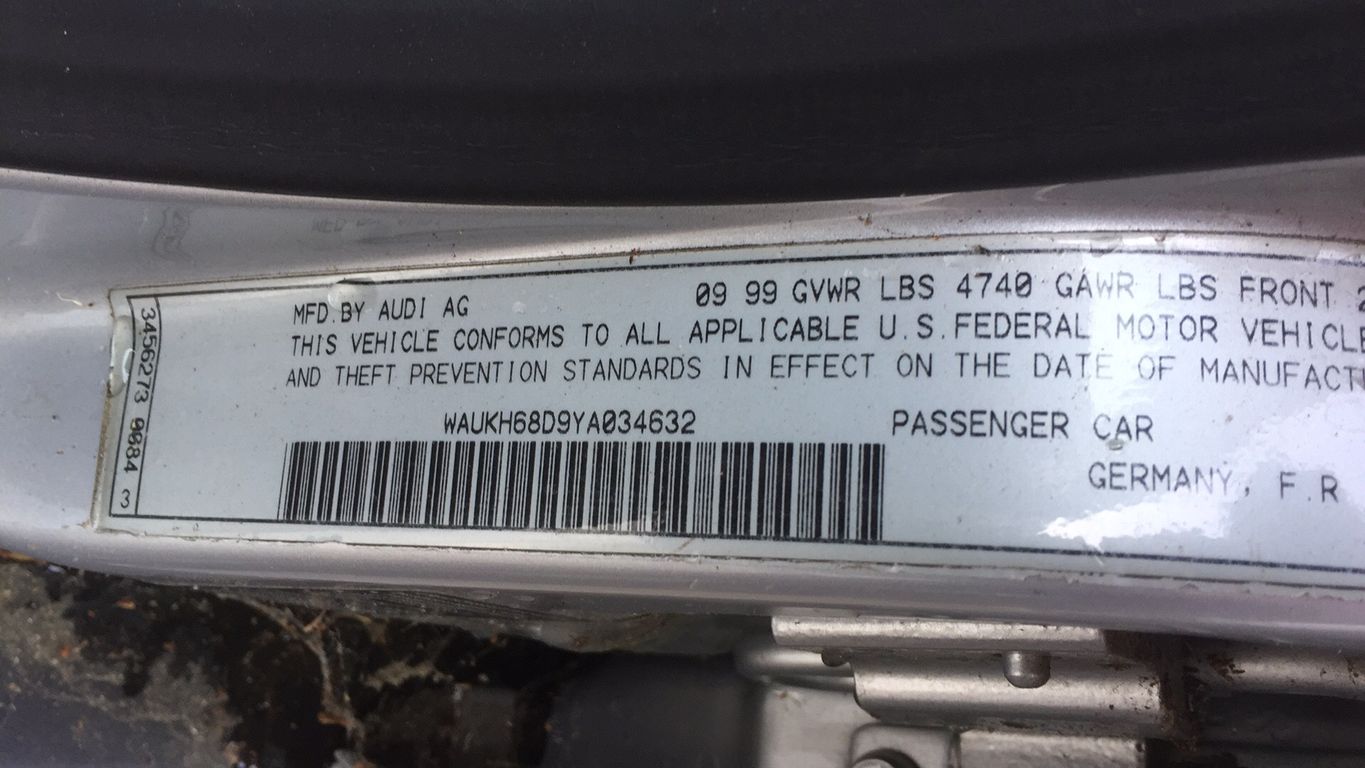 MFD.BY AUDI AG 09 99 GVWR LBS 4740 GAWR LBS FRONT
THIS VEHICLE CONFORMS TO ALL APPLICABLE U.S.FEDERAL MOTOR VEHICLE
AND THEFT PREVENTION STANDARDS IN EFFECT ON THE DATE OF
WAUKH68D9YA034632 PASSENGER CAR
GERMANY, F.R
3456273 0084 3